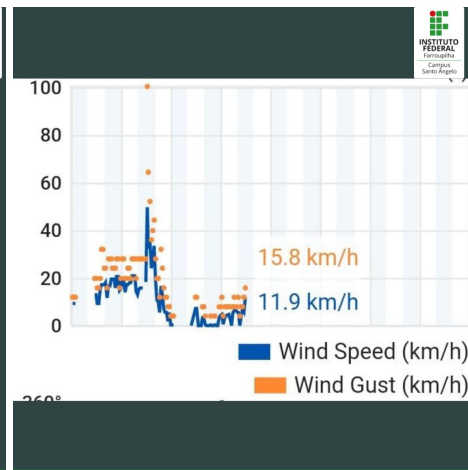 INSTITUTO
FEDERAL
Farroupilha
Campus
Santo Ângelo
100
80
60
40
20
0
15.8 km/h
11.9 km/h
Wind Speed (km/h)
Wind Gust (km/h)
360°